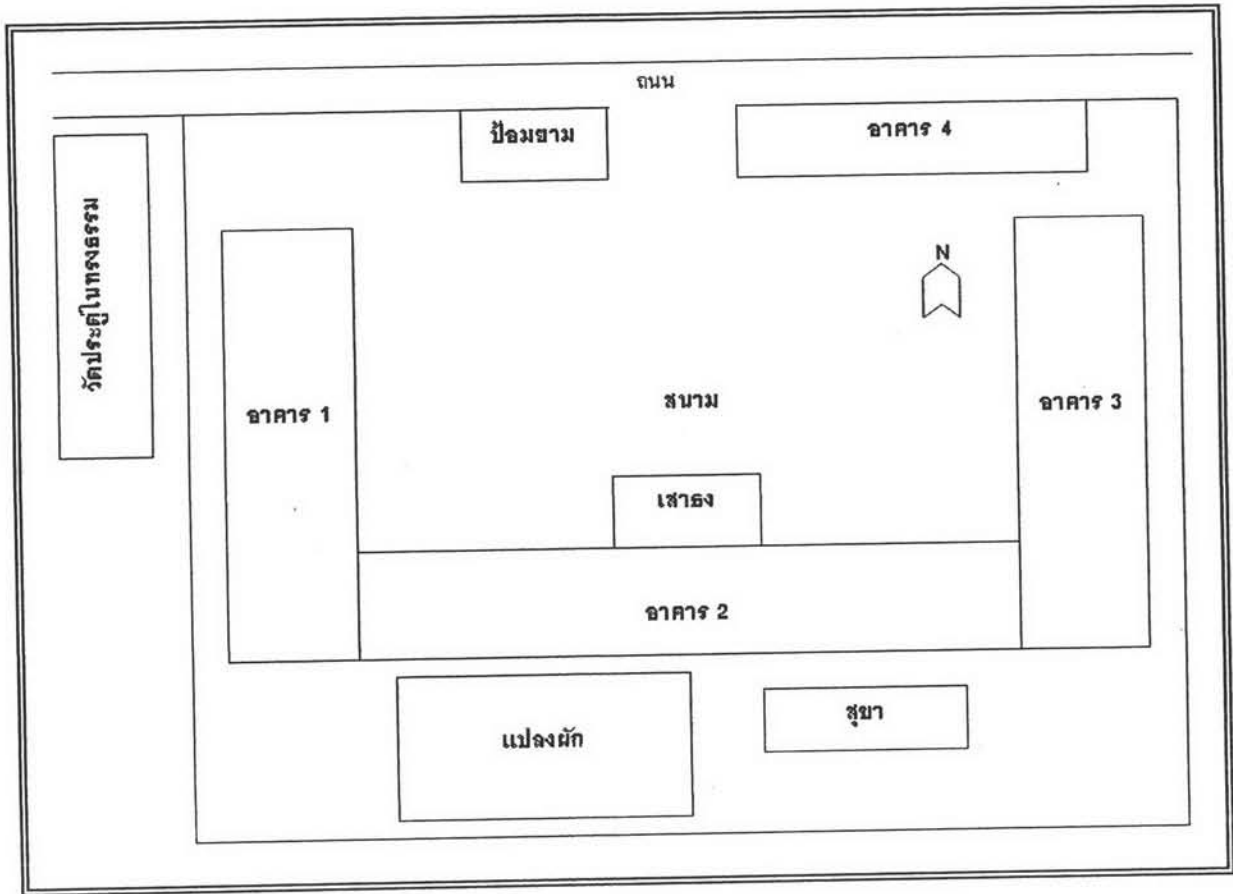 ถนน
ป้อมยาม
อาคาร 4
วัดประตูในทรงธรรม
N
อาคาร 1
สนาม
อาคาร 3
เสาธง
อาคาร 2
แปลงผัก
สุขา